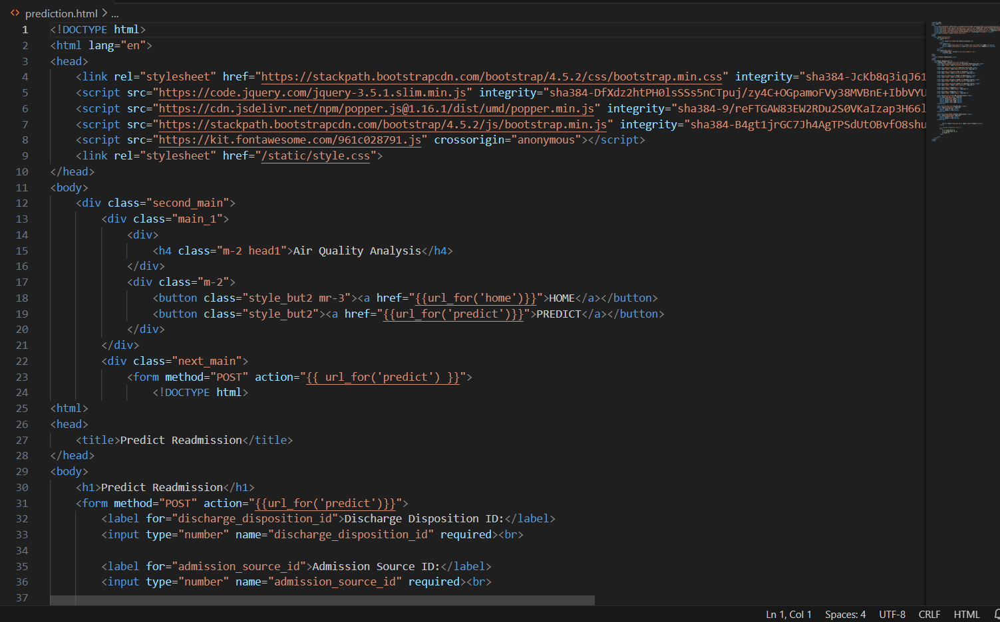 prediction.html > ...
1 <!DOCTYPE html>
2 <html lang="en">
3 <head>
4 <link rel="stylesheet" href="https://stackpath.bootstrapcdn.com/bootstrap/4.5.2/css/bootstrap.min.css" integrity="sha384-JcKb8q3iqJ61
5 <script src="https://code.jquery.com/jquery-3.5.1.slim.min.js" integrity="sha384-DfXdz2htPH0lsSSs5nCTpuj/zy4C+OGpamoFVy38MVBnE+IbbVYU
6 <script src="https://cdn.jsdelivr.net/npm/popper.js@1.16.1/dist/umd/popper.min.js" integrity="sha384-9/reFTGAW83EW2RDu2S0VKaIzap3H66l
7 <script src="https://stackpath.bootstrapcdn.com/bootstrap/4.5.2/js/bootstrap.min.js" integrity="sha384-B4gt1jrGC7Jh4AgTPSdUtOBvfO8shu
8 <script src="https://kit.fontawesome.com/961c028791.js" crossorigin="anonymous"></script>
9 <link rel="stylesheet" href="/static/style.css">
10 </head>
11 <body>
12 <div class="second_main">
13 <div class="main_1">
14 <div>
15 <h4 class="m-2 head1">Air Quality Analysis</h4>
16 </div>
17 <div class="m-2">
18 <button class="style_but2 mr-3"><a href="{{url_for('home')}}">HOME</a></button>
19 <button class="style_but2"><a href="{{url_for('predict')}}">PREDICT</a></button>
20 </div>
21 </div>
22 <div class="next_main">
23 <form method="POST" action="{{ url_for('predict') }}">
24 <!DOCTYPE html>
25 <html>
26 <head>
27 <title>Predict Readmission</title>
28 </head>
29 <body>
30 <h1>Predict Readmission</h1>
31 <form method="POST" action="{{url_for('predict')}}">
32 <label for="discharge_disposition_id">Discharge Disposition ID:</label>
33 <input type="number" name="discharge_disposition_id" required><br>
34
35 <label for="admission_source_id">Admission Source ID:</label>
36 <input type="number" name="admission_source_id" required><br>
37
Ln 1, Col 1 Spaces: 4 UTF-8 CRLF HTML